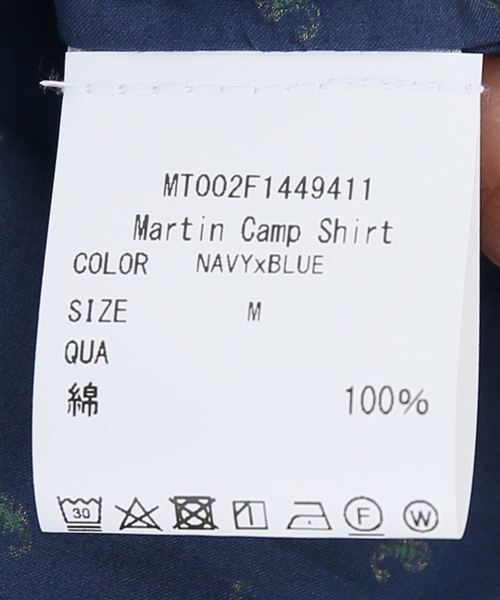 MT002F1449411
Martin Camp Shirt
COLOR NAVYxBLUE
SIZE M
QUA
綿 100%
30 F W